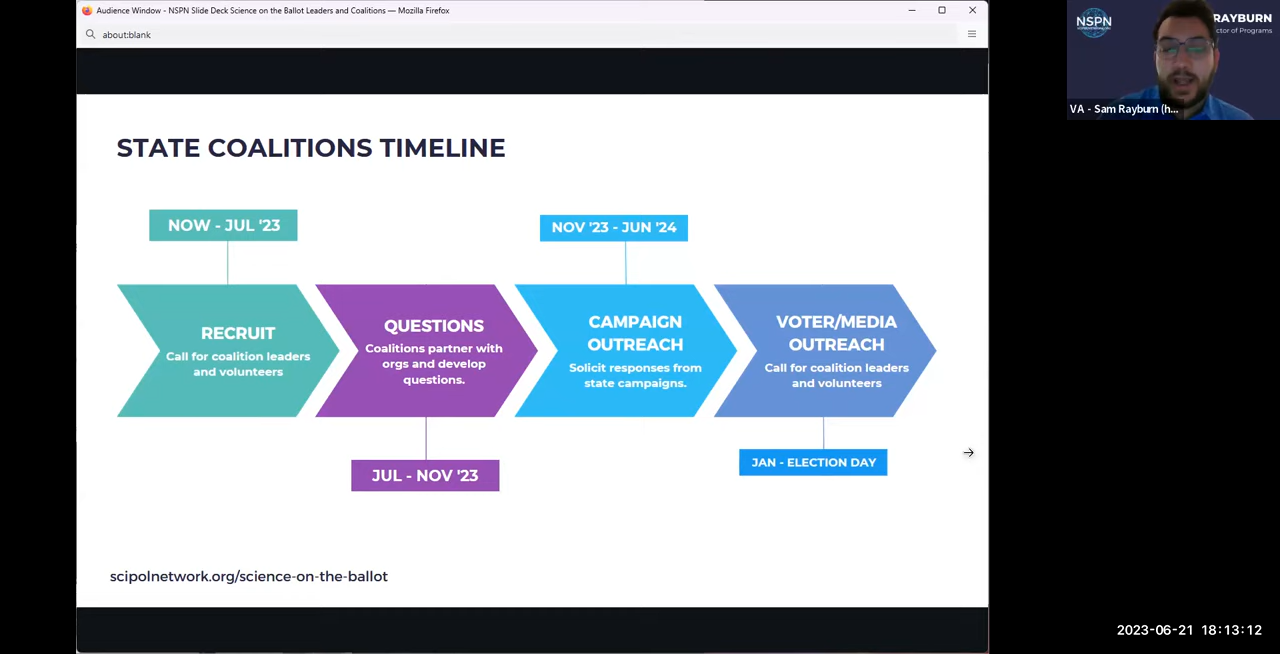 Audience Window - NSPN Slide Deck Science on the Ballot Leaders and Coalitions — Mozilla Firefox
about:blank
STATE COALITIONS TIMELINE
NOW - JUL '23
NOV '23 - JUN '24
RECRUIT
Call for coalition leaders
and volunteers
QUESTIONS
Coalitions partner with
orgs and develop
questions.
CAMPAIGN
OUTREACH
Solicit responses from
state campaigns.
VOTER/MEDIA
OUTREACH
Call for coalition leaders
and volunteers
JUL - NOV '23
JAN - ELECTION DAY
scipolnetwork.org/science-on-the-ballot
NSPN
RAYBURN
ctor of Programs
VA - Sam Rayburn (h...
2023-06-21 18:13:12